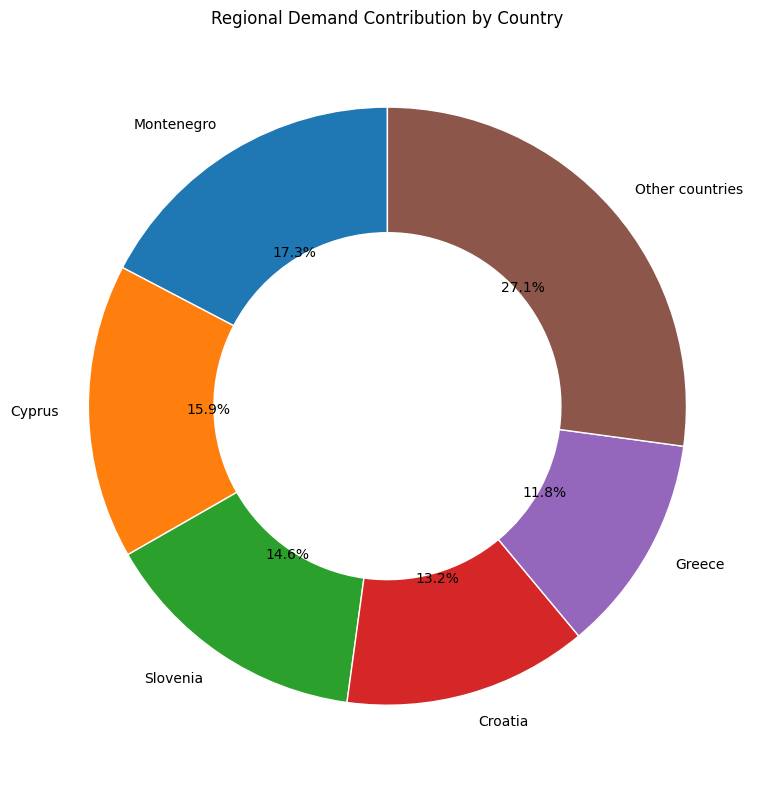 Regional Demand Contribution by Country
Montenegro
17.3%
Other countries
27.1%
Cyprus
15.9%
11.8%
Greece
14.6%
13.2%
Slovenia
Croatia